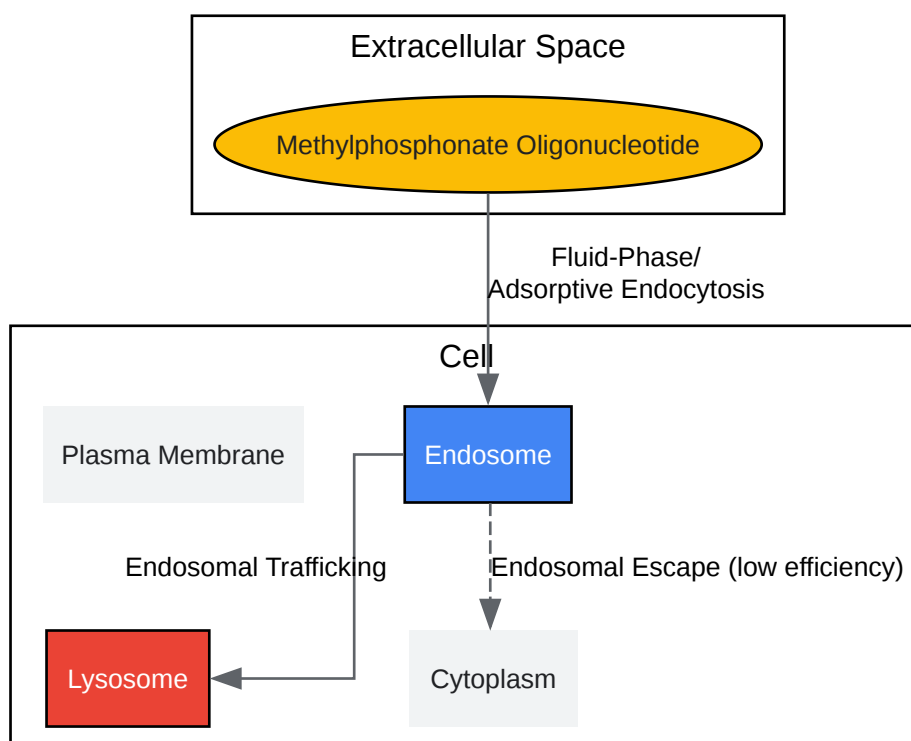 Extracellular Space
Methylphosphonate Oligonucleotide
Fluid-Phase/
Adsorptive Endocytosis
Cell
Plasma Membrane
Endosome
Endosomal Trafficking
Endosomal Escape (low efficiency)
Lysosome
Cytoplasm